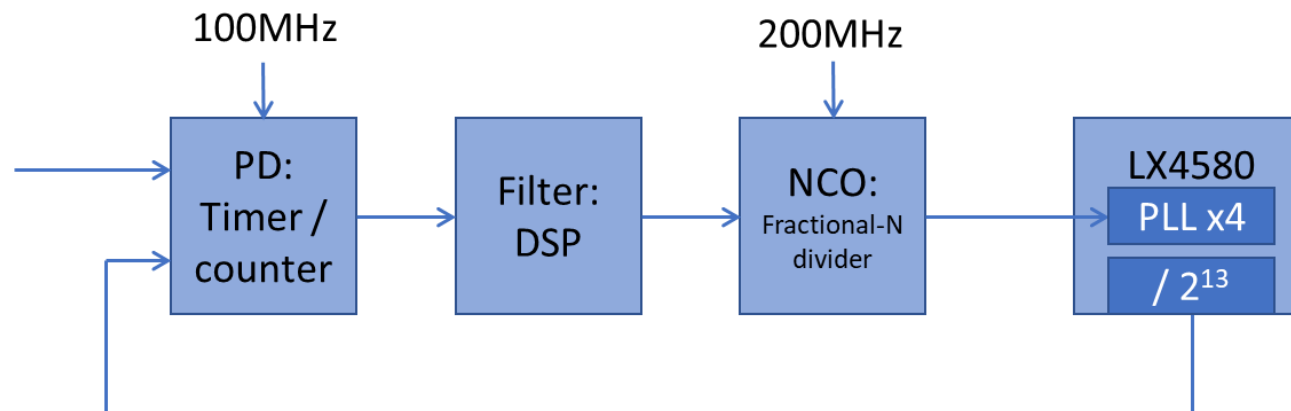 100MHz
200MHz
PD:
Timer /
counter
Filter:
DSP
NCO:
Fractional-N
divider
LX4580
PLL x4
/ 2¹³